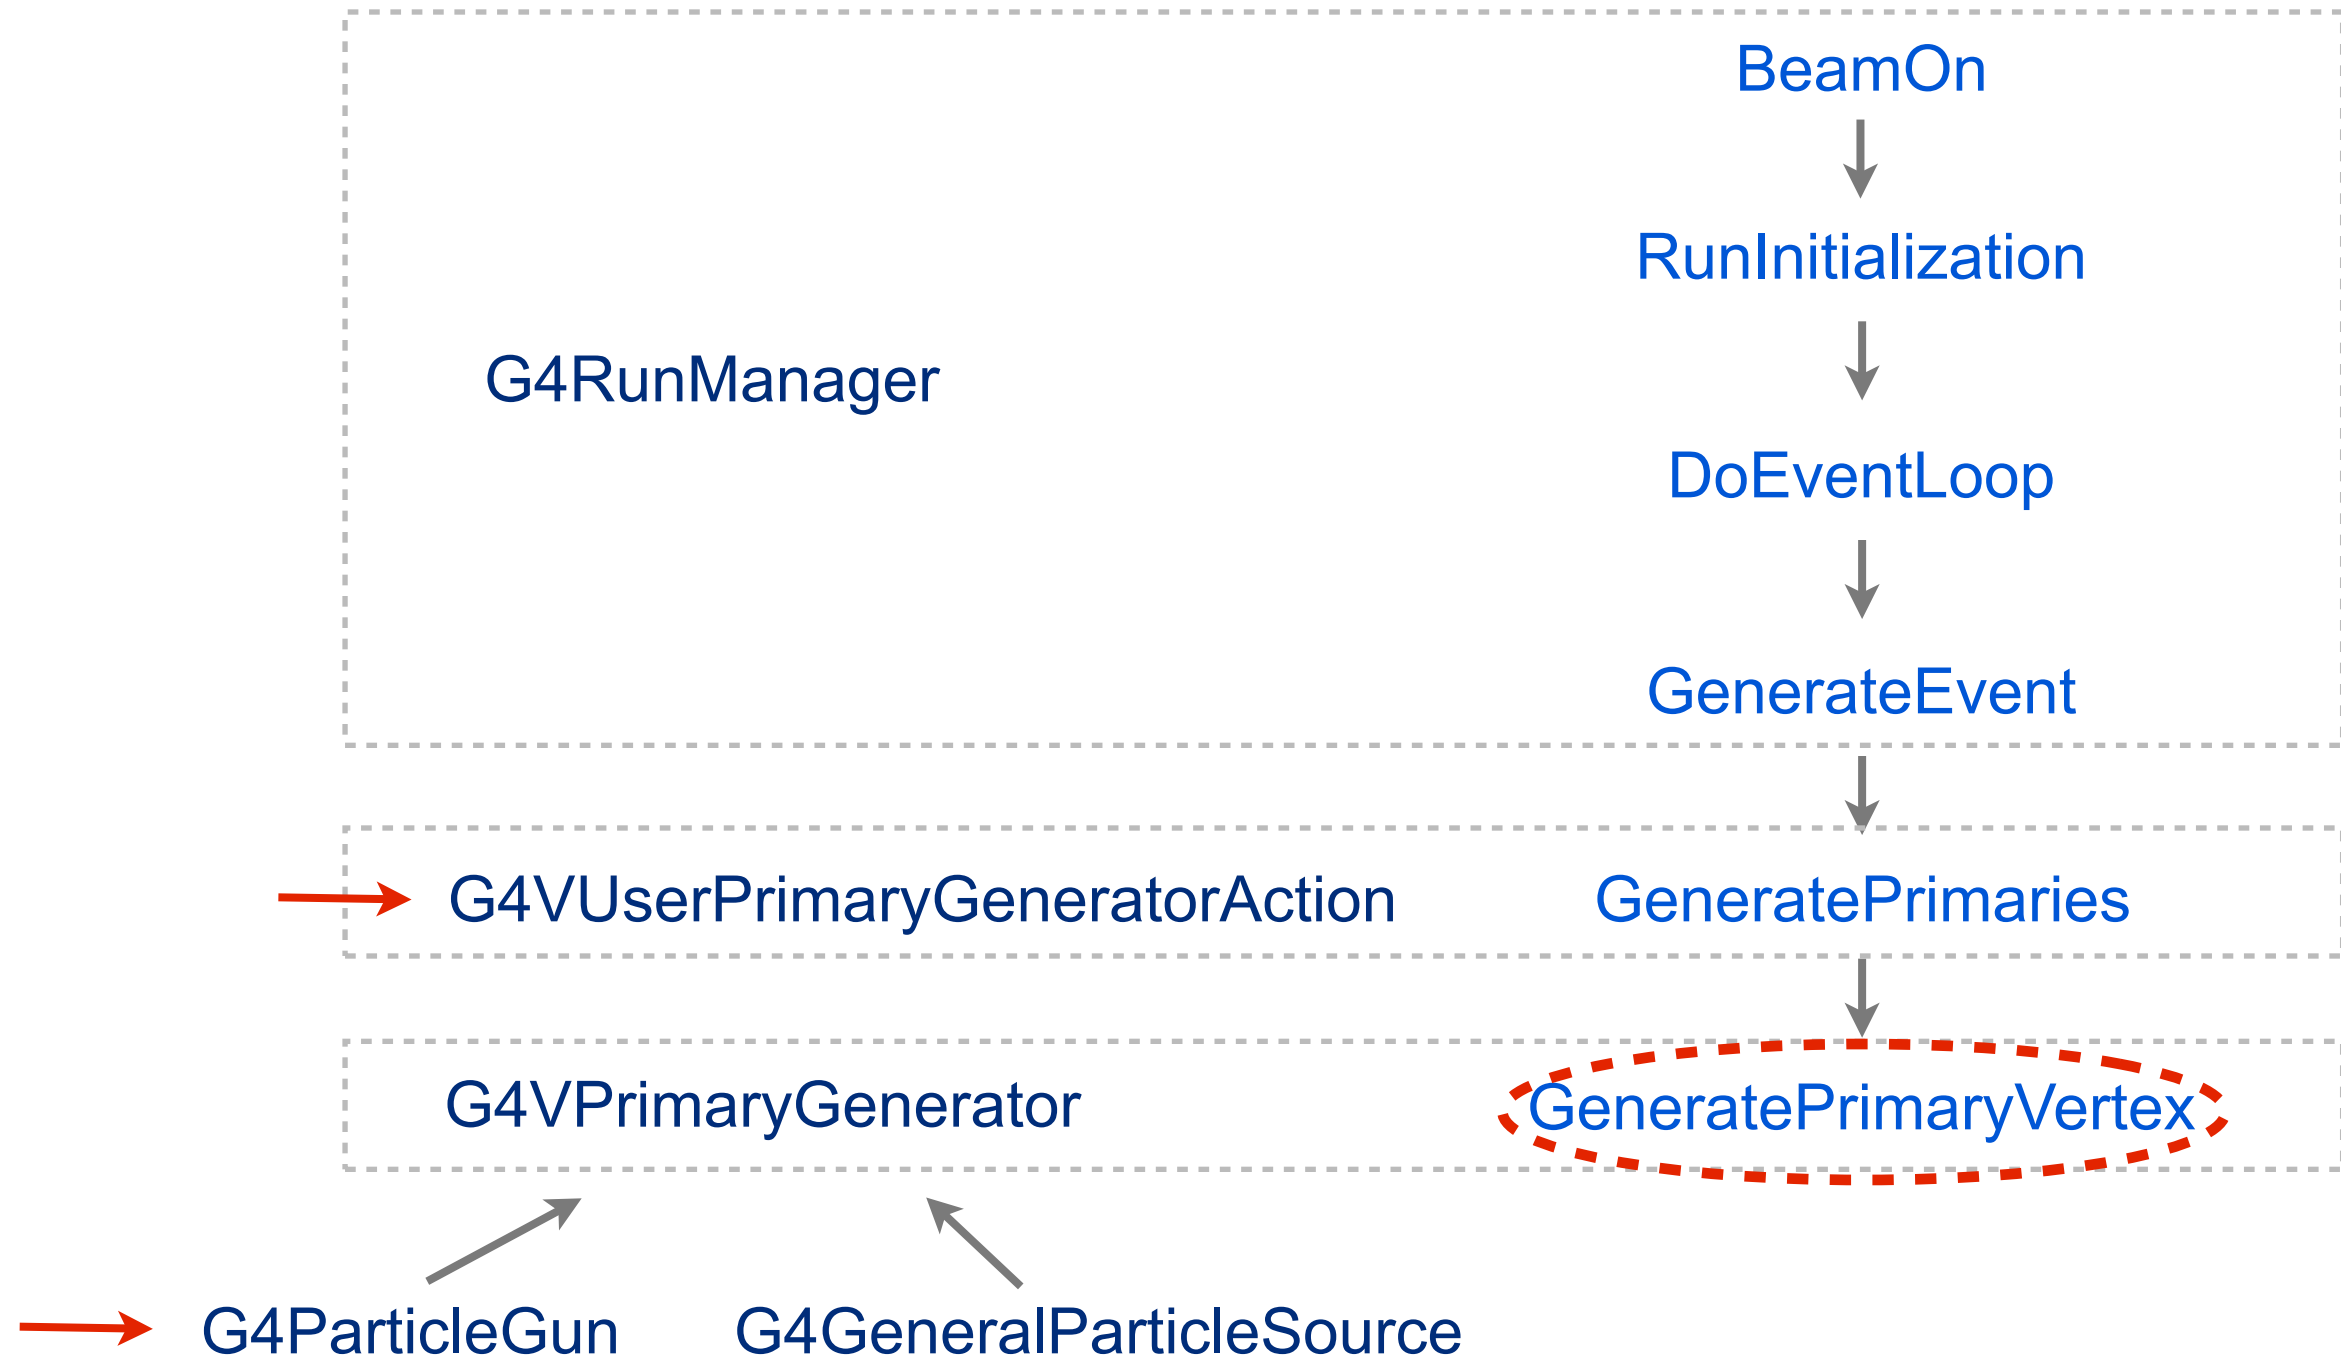 BeamOn
RunInitialization
G4RunManager
DoEventLoop
GenerateEvent
G4VUserPrimaryGeneratorAction GeneratePrimaries
G4VPrimaryGenerator GeneratePrimaryVertex
G4ParticleGun G4GeneralParticleSource